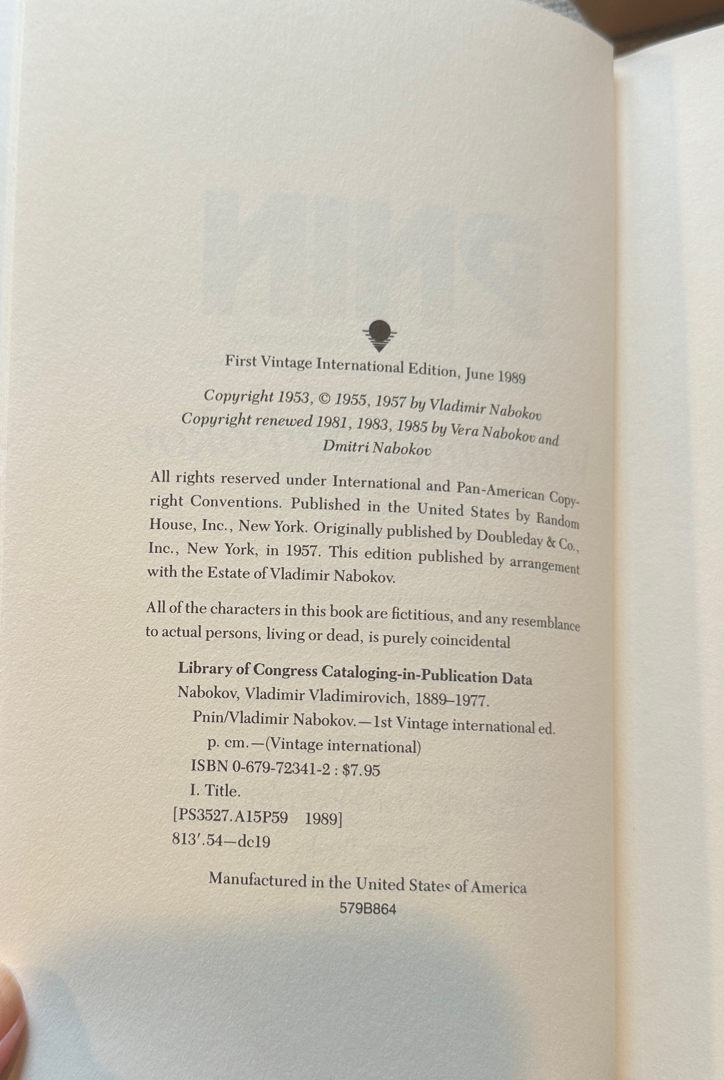 PNIN
First Vintage International Edition, June 1989
Copyright 1953, © 1955, 1957 by Vladimir Nabokov
Copyright renewed 1981, 1983, 1985 by Vera Nabokov and
Dmitri Nabokov
All rights reserved under International and Pan-American Copy-
right Conventions. Published in the United States by Random
House, Inc., New York. Originally published by Doubleday & Co.,
Inc., New York, in 1957. This edition published by arrangement
with the Estate of Vladimir Nabokov.
All of the characters in this book are fictitious, and any resemblance
to actual persons, living or dead, is purely coincidental
Library of Congress Cataloging-in-Publication Data
Nabokov, Vladimir Vladimirovich, 1889–1977.
Pnin/Vladimir Nabokov.—1st Vintage international ed.
p. cm.—(Vintage international)
ISBN 0-679-72341-2 : $7.95
I. Title.
[PS3527.A15P59 1989]
813′.54—dc19
Manufactured in the United States of America
579B864